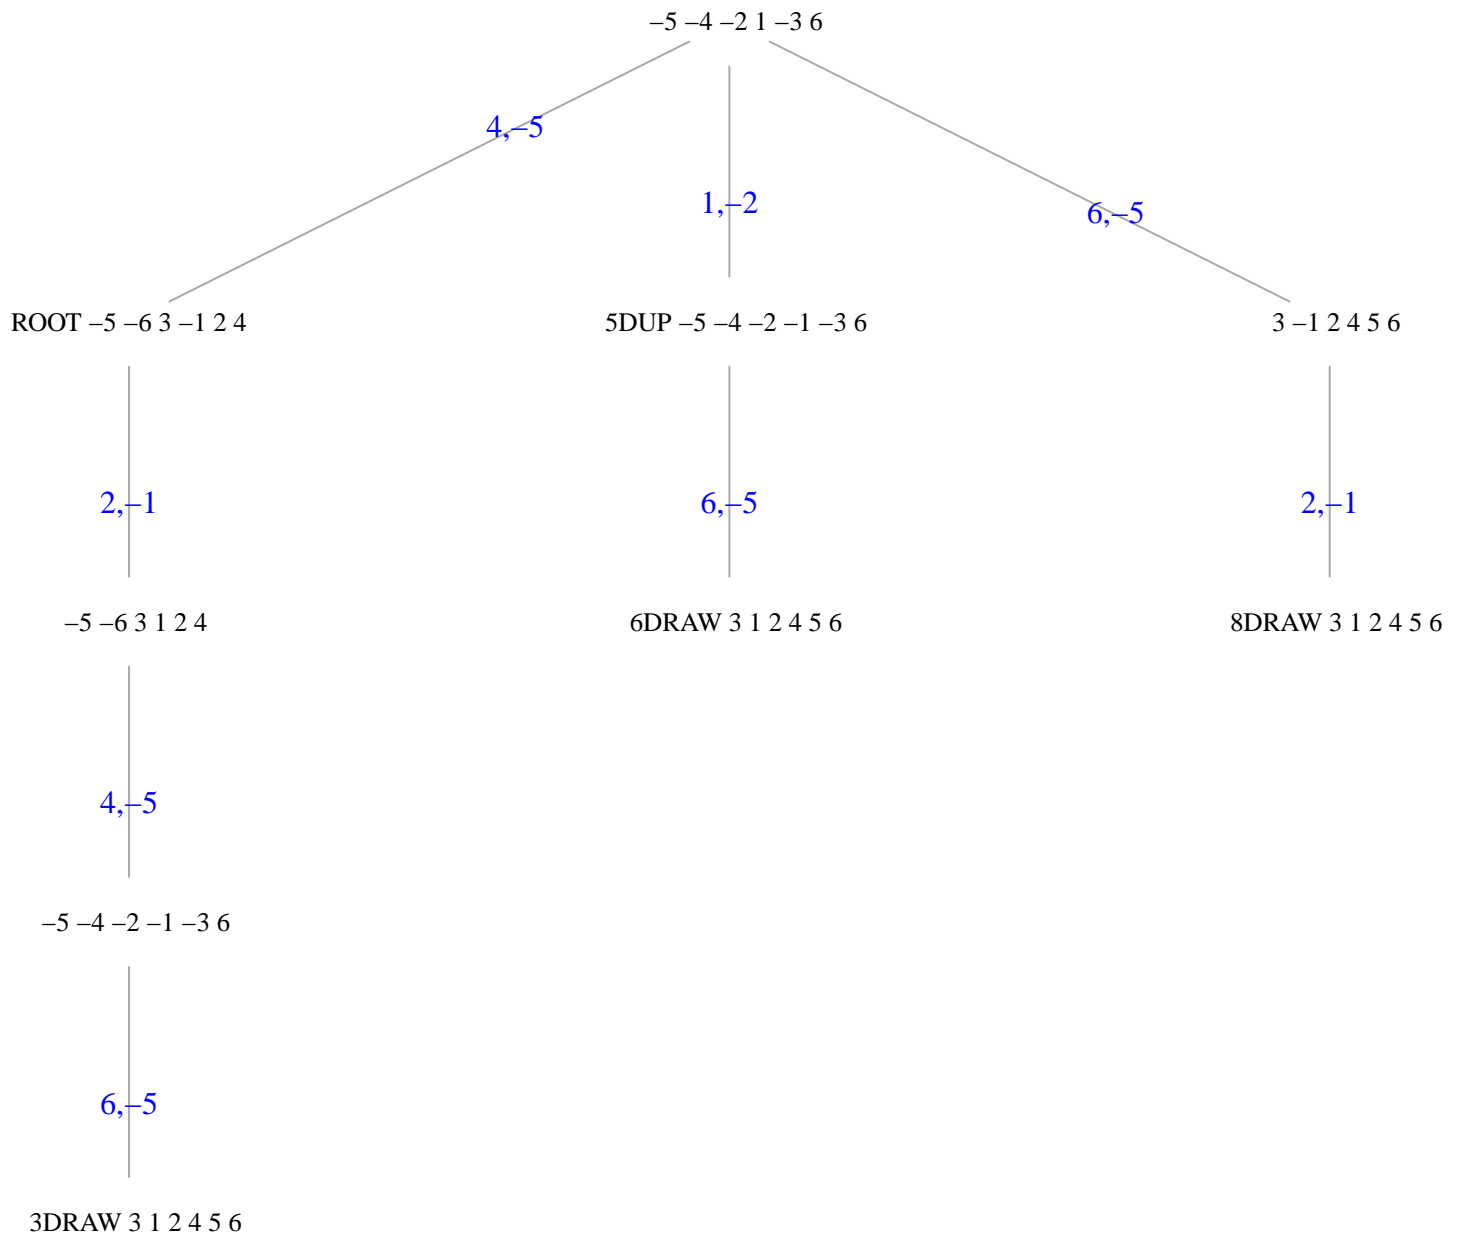 –5 –4 –2 1 –3 6
4,–5
1,–2
6,–5
ROOT –5 –6 3 –1 2 4
5DUP –5 –4 –2 –1 –3 6
3 –1 2 4 5 6
2,–1
6,–5
2,–1
–5 –6 3 1 2 4
6DRAW 3 1 2 4 5 6
8DRAW 3 1 2 4 5 6
4,–5
–5 –4 –2 –1 –3 6
6,–5
3DRAW 3 1 2 4 5 6